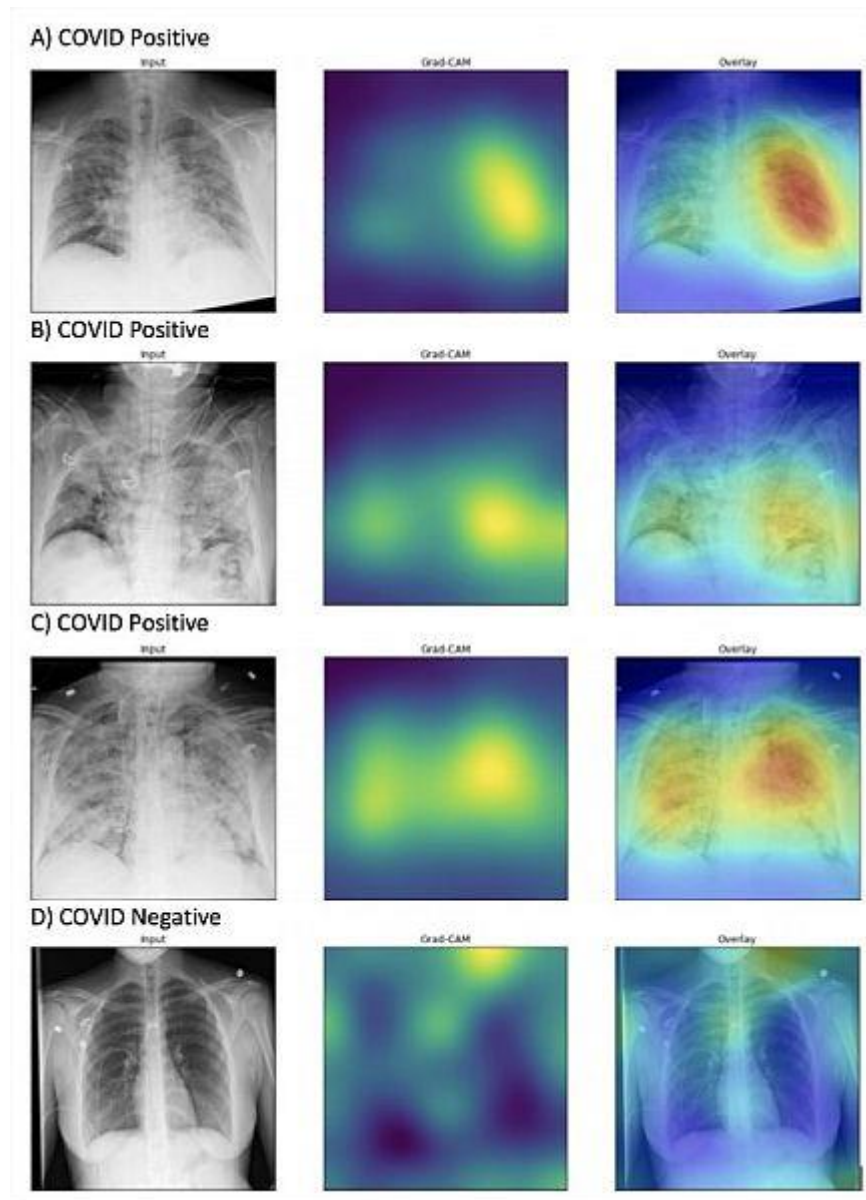 A) COVID Positive
Input Grad-CAM Overlay
B) COVID Positive
Input Grad-CAM Overlay
C) COVID Positive
Input Grad-CAM Overlay
D) COVID Negative
Input Grad-CAM Overlay